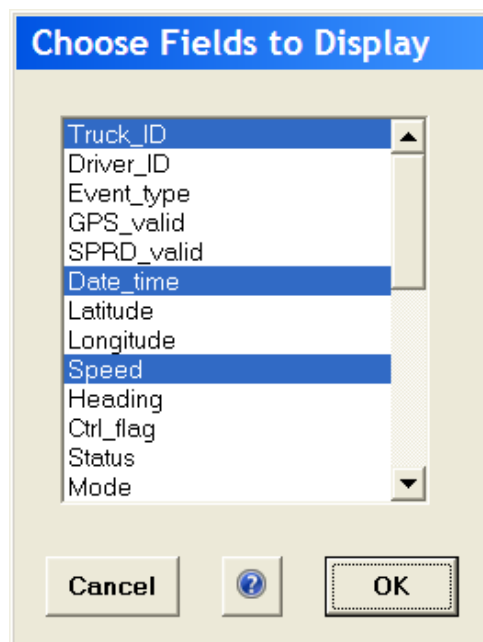 Choose Fields to Display
Truck_ID
Driver_ID
Event_type
GPS_valid
SPRD_valid
Date_time
Latitude
Longitude
Speed
Heading
Ctrl_flag
Status
Mode
Cancel ? OK